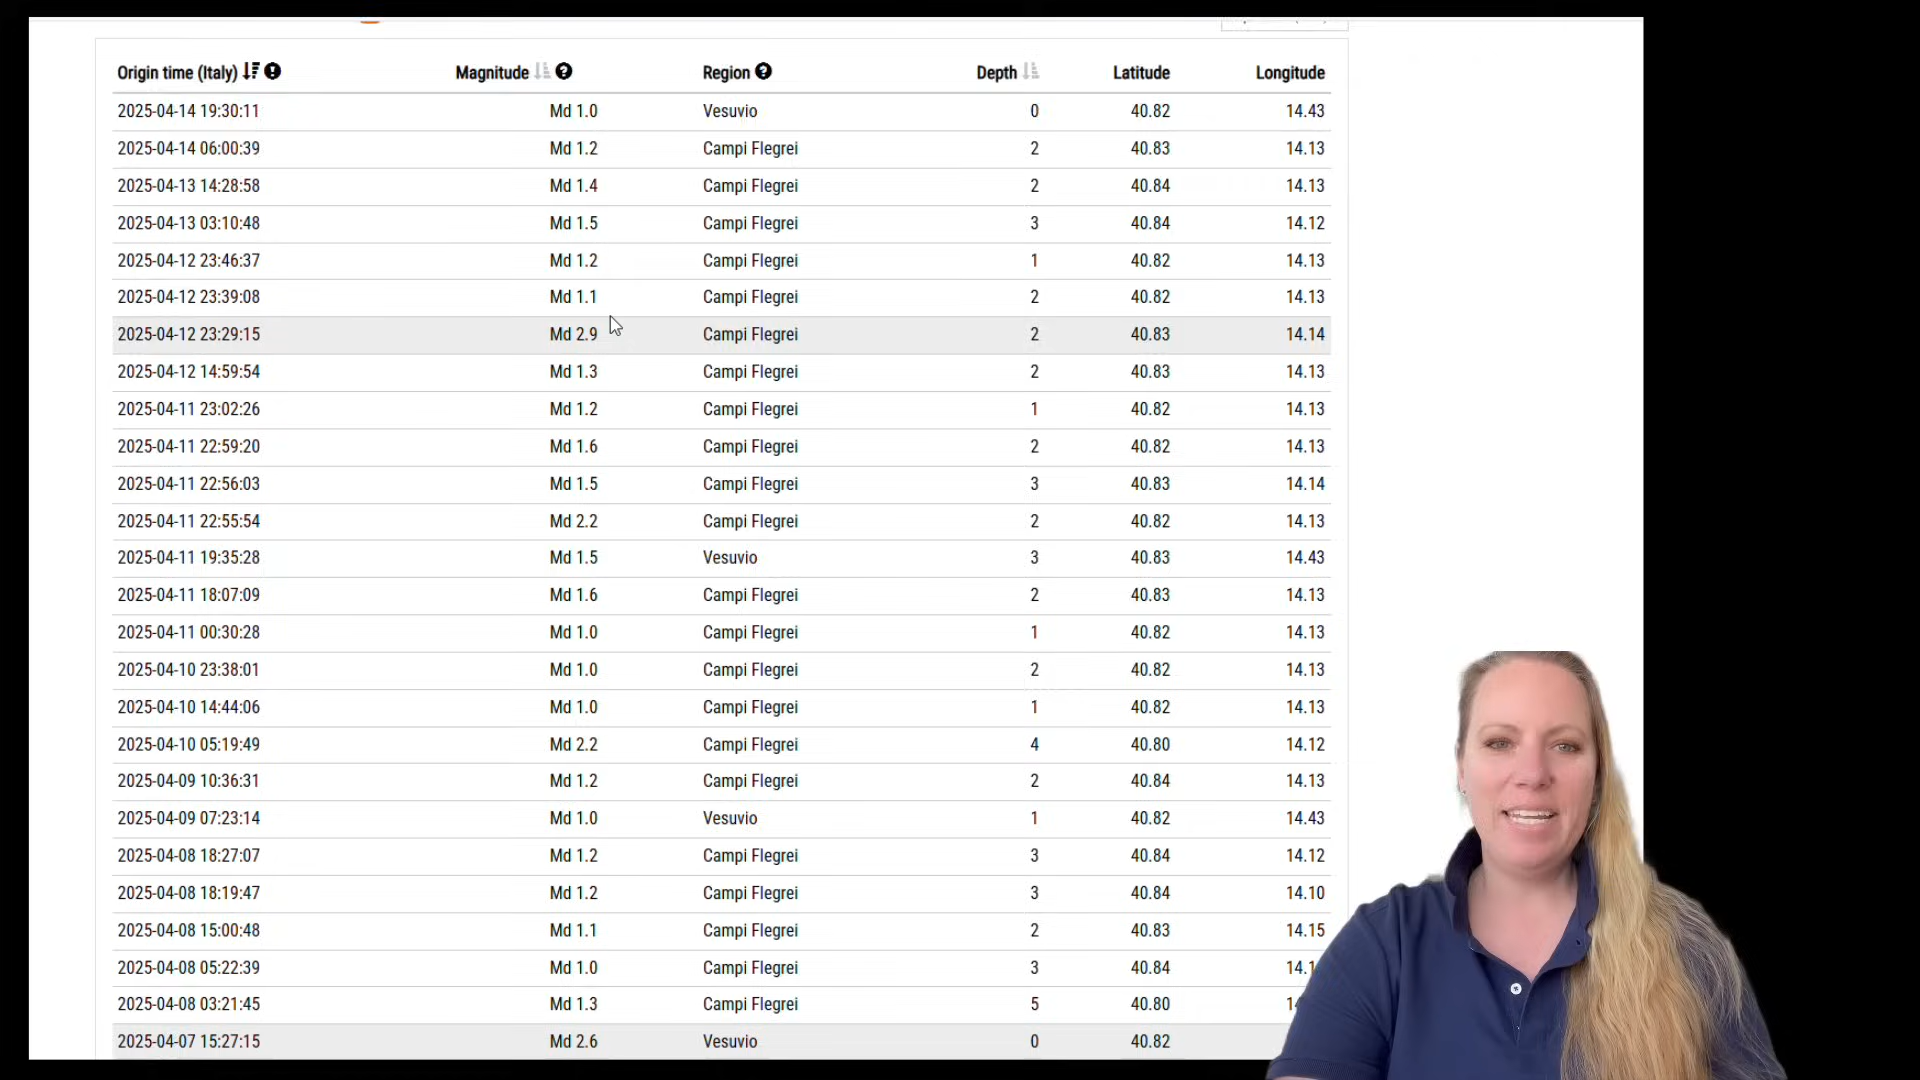 Origin time (Italy) Magnitude Region Depth Latitude Longitude
2025-04-14 19:30:11 Md 1.0 Vesuvio 0 40.82 14.43
2025-04-14 06:00:39 Md 1.2 Campi Flegrei 2 40.83 14.13
2025-04-13 14:28:58 Md 1.4 Campi Flegrei 2 40.84 14.13
2025-04-13 03:10:48 Md 1.5 Campi Flegrei 3 40.84 14.12
2025-04-12 23:46:37 Md 1.2 Campi Flegrei 1 40.82 14.13
2025-04-12 23:39:08 Md 1.1 Campi Flegrei 2 40.82 14.13
2025-04-12 23:29:15 Md 2.9 Campi Flegrei 2 40.83 14.14
2025-04-12 14:59:54 Md 1.3 Campi Flegrei 2 40.83 14.13
2025-04-11 23:02:26 Md 1.2 Campi Flegrei 1 40.82 14.13
2025-04-11 22:59:20 Md 1.6 Campi Flegrei 2 40.82 14.13
2025-04-11 22:56:03 Md 1.5 Campi Flegrei 3 40.83 14.14
2025-04-11 22:55:54 Md 2.2 Campi Flegrei 2 40.82 14.13
2025-04-11 19:35:28 Md 1.5 Vesuvio 3 40.83 14.43
2025-04-11 18:07:09 Md 1.6 Campi Flegrei 2 40.83 14.13
2025-04-11 00:30:28 Md 1.0 Campi Flegrei 1 40.82 14.13
2025-04-10 23:38:01 Md 1.0 Campi Flegrei 2 40.82 14.13
2025-04-10 14:44:06 Md 1.0 Campi Flegrei 1 40.82 14.13
2025-04-10 05:19:49 Md 2.2 Campi Flegrei 4 40.80 14.12
2025-04-09 10:36:31 Md 1.2 Campi Flegrei 2 40.84 14.13
2025-04-09 07:23:14 Md 1.0 Vesuvio 1 40.82 14.43
2025-04-08 18:27:07 Md 1.2 Campi Flegrei 3 40.84 14.12
2025-04-08 18:19:47 Md 1.2 Campi Flegrei 3 40.84 14.10
2025-04-08 15:00:48 Md 1.1 Campi Flegrei 2 40.83 14.15
2025-04-08 05:22:39 Md 1.0 Campi Flegrei 3 40.84
2025-04-08 03:21:45 Md 1.3 Campi Flegrei 5 40.80
2025-04-07 15:27:15 Md 2.6 Vesuvio 0 40.82